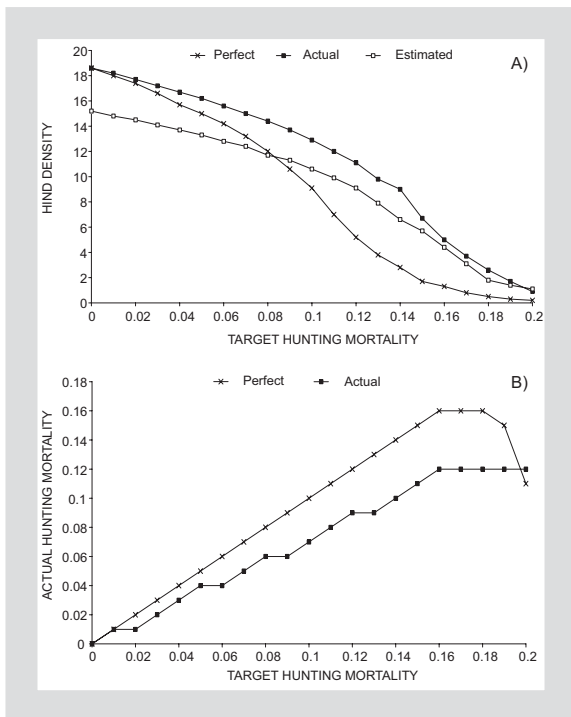 Perfect Actual Estimated A)
HIND DENSITY
20
18
16
14
12
10
8
6
4
2
0
0 0.02 0.04 0.06 0.08 0.1 0.12 0.14 0.16 0.18 0.2
TARGET HUNTING MORTALITY
Perfect Actual B)
ACTUAL HUNTING MORTALITY
0.18
0.16
0.14
0.12
0.1
0.08
0.06
0.04
0.02
0
0 0.02 0.04 0.06 0.08 0.1 0.12 0.14 0.16 0.18 0.2
TARGET HUNTING MORTALITY